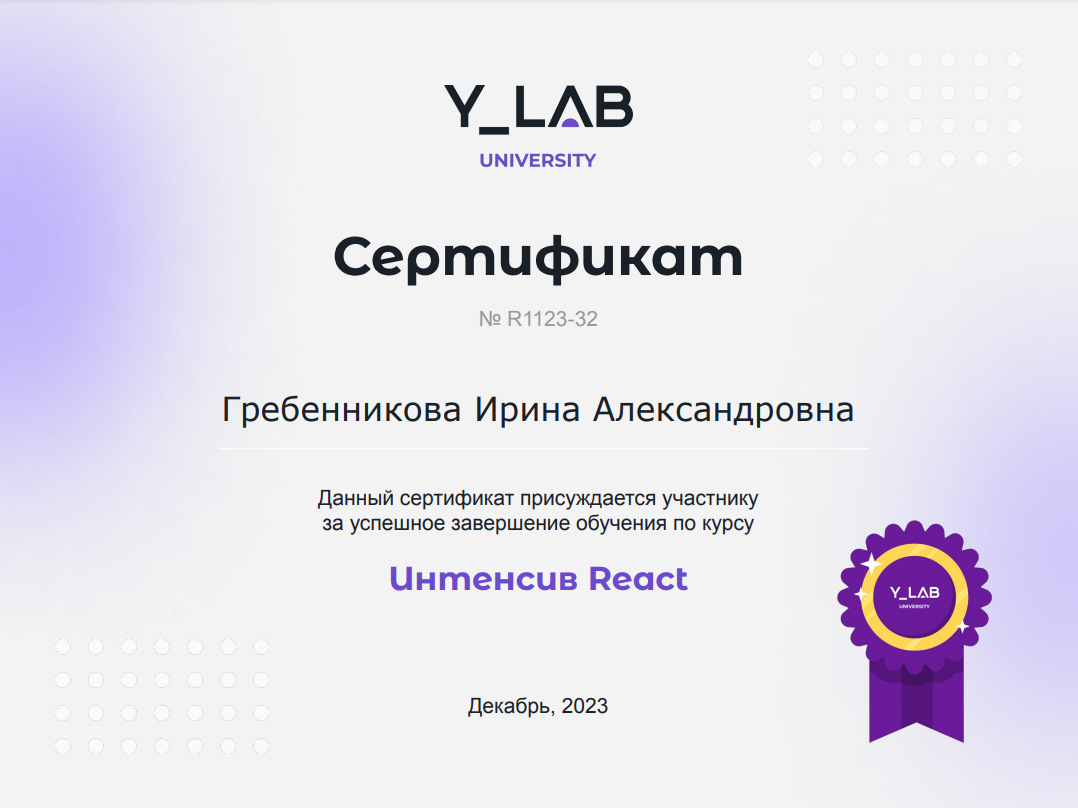 Y_LAB
UNIVERSITY
Сертификат
№ R1123-32
Гребенникова Ирина Александровна
Данный сертификат присуждается участнику
за успешное завершение обучения по курсу
Интенсив React
Y_LAB
UNIVERSITY
Декабрь, 2023